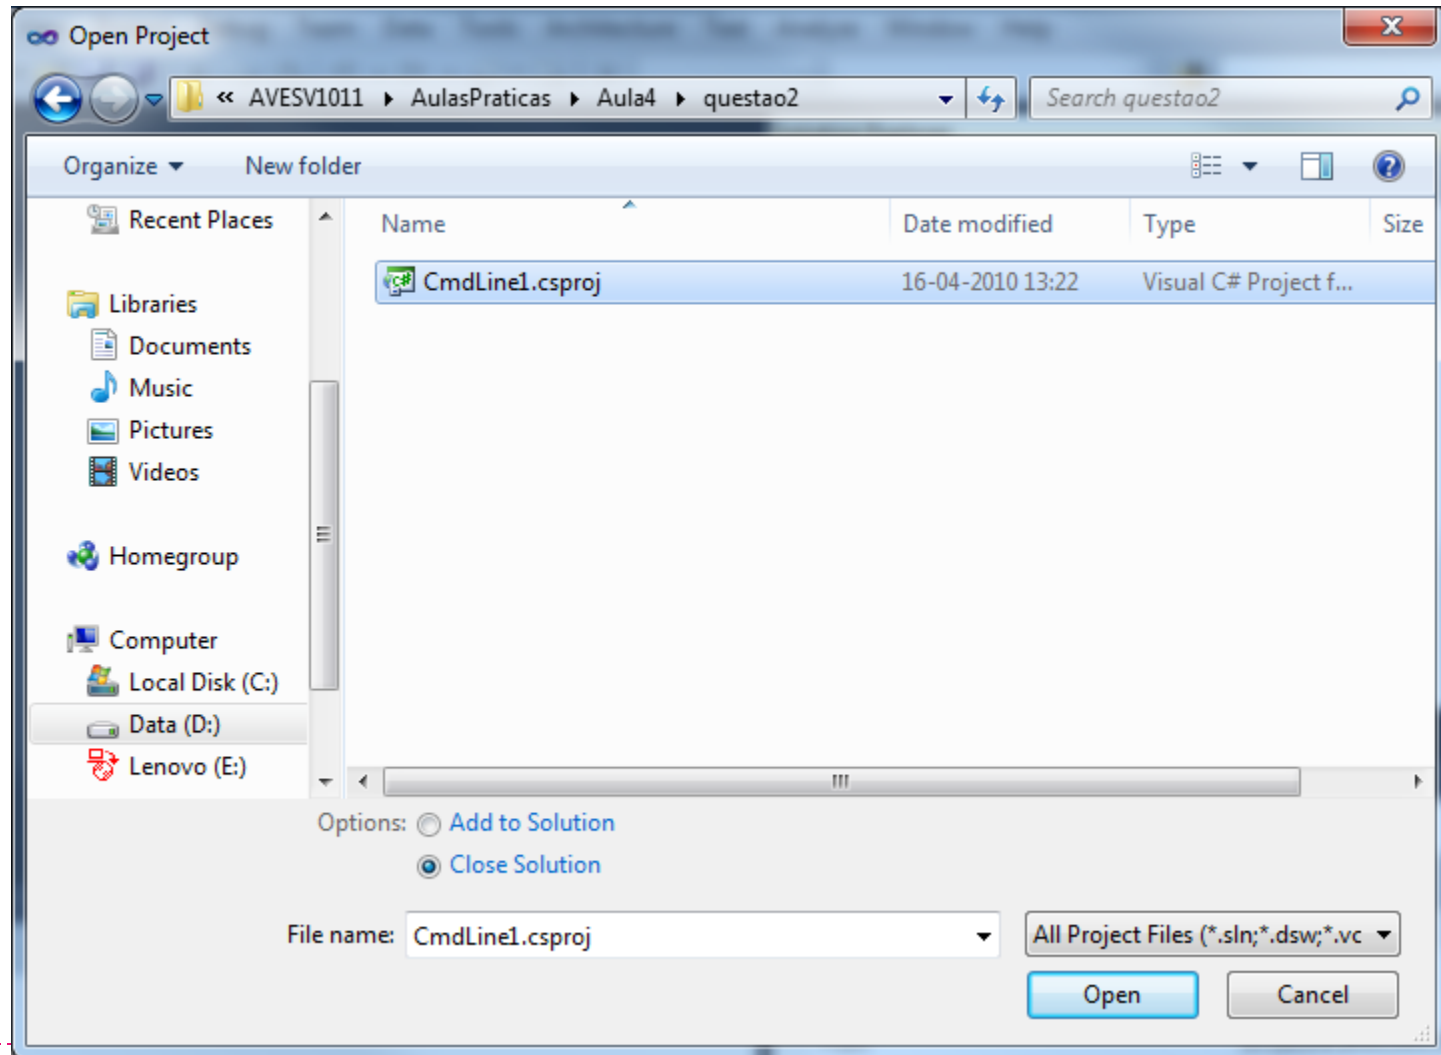 Open Project
« AVESV1011 ▸ AulasPraticas ▸ Aula4 ▸ questao2
Search questao2
Organize
New folder
Name
Date modified
Type
Size
CmdLine1.csproj
16-04-2010 13:22
Visual C# Project f...
Recent Places
Libraries
Documents
Music
Pictures
Videos
Homegroup
Computer
Local Disk (C:)
Data (D:)
Lenovo (E:)
Options:
Add to Solution
Close Solution
File name:
CmdLine1.csproj
All Project Files (*.sln;*.dsw;*.vc
Open
Cancel